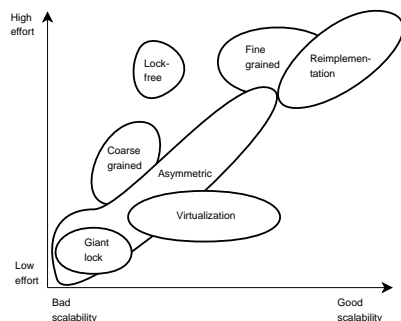 High
effort
Lock-
free
Fine
grained
Reimplemen-
tation
Coarse
grained
Asymmetric
Virtualization
Giant
lock
Low
effort
Bad
scalability
Good
scalability